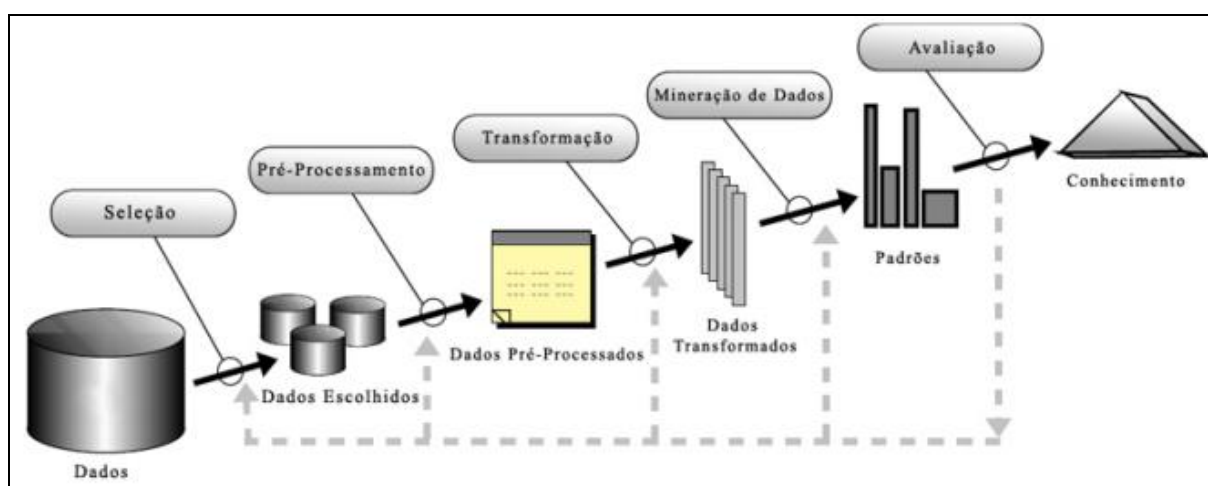 Avaliação
Mineração de Dados
Transformação
Pré-Processamento
Seleção
Conhecimento
Padrões
Dados
Transformados
Dados Pré-Processados
Dados Escolhidos
Dados